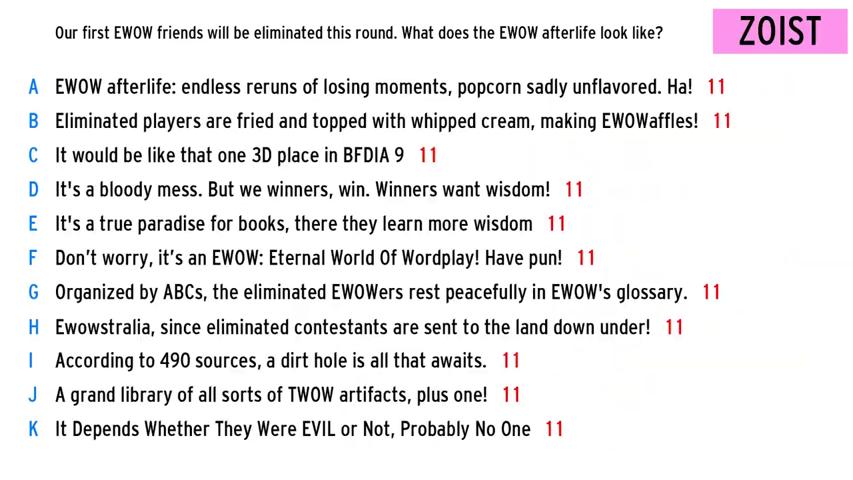 Our first EWOW friends will be eliminated this round. What does the EWOW afterlife look like?
ZOIST
A EWOW afterlife: endless reruns of losing moments, popcorn sadly unflavored. Ha! 11
B Eliminated players are fried and topped with whipped cream, making EWOWaffles! 11
C It would be like that one 3D place in BFDIA 9 11
D It's a bloody mess. But we winners, win. Winners want wisdom! 11
E It's a true paradise for books, there they learn more wisdom 11
F Don’t worry, it’s an EWOW: Eternal World Of Wordplay! Have pun! 11
G Organized by ABCs, the eliminated EWOWers rest peacefully in EWOW's glossary. 11
H Ewowstralia, since eliminated contestants are sent to the land down under! 11
I According to 490 sources, a dirt hole is all that awaits. 11
J A grand library of all sorts of TWOW artifacts, plus one! 11
K It Depends Whether They Were EVIL or Not, Probably No One 11